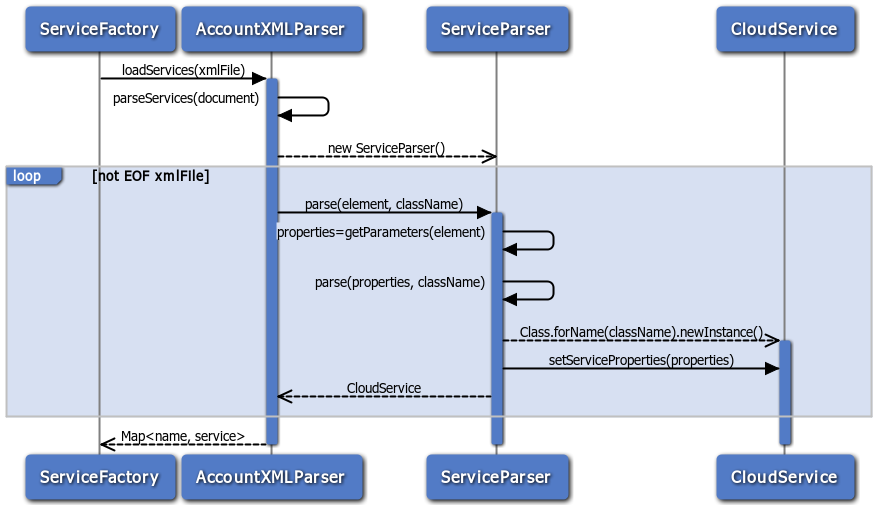 ServiceFactory
AccountXMLParser
ServiceParser
CloudService
loadServices(xmlFile)
parseServices(document)
new ServiceParser()
loop
[not EOF xmlFile]
parse(element, className)
properties=getParameters(element)
parse(properties, className)
Class.forName(className).newInstance()
setServiceProperties(properties)
CloudService
Map<name, service>
ServiceFactory
AccountXMLParser
ServiceParser
CloudService